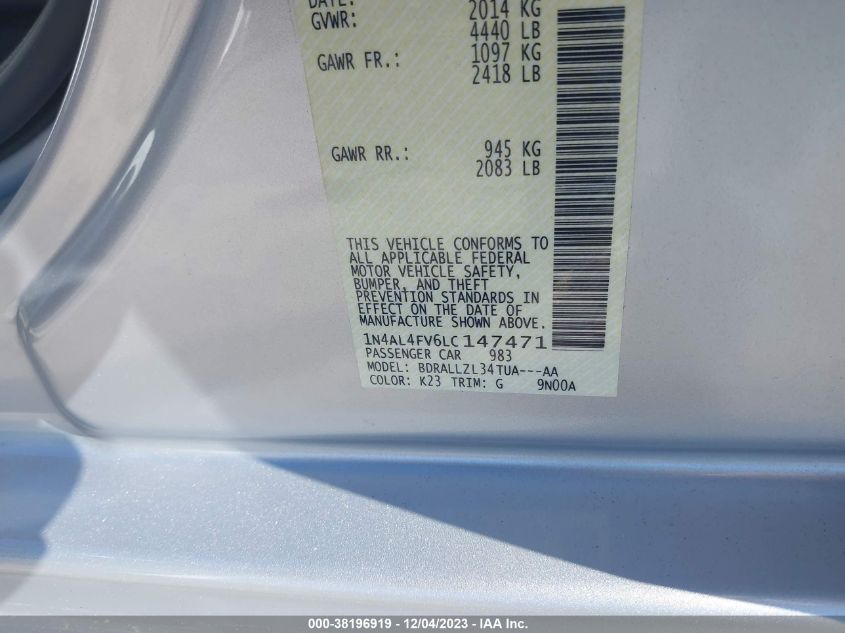 DATE:
GVWR: 2014 KG
4440 LB
GAWR FR.: 1097 KG
2418 LB
GAWR RR.: 945 KG
2083 LB
THIS VEHICLE CONFORMS TO
ALL APPLICABLE FEDERAL
MOTOR VEHICLE SAFETY,
BUMPER, AND THEFT
PREVENTION STANDARDS IN
EFFECT ON THE DATE OF
MANUFACTURE SHOWN ABOVE.
1N4AL4FV6LC147471
PASSENGER CAR 983
MODEL: BDRALLZL34TUA---AA
COLOR: K23 TRIM: G 9N00A
000-38196919 - 12/04/2023 - IAA Inc.